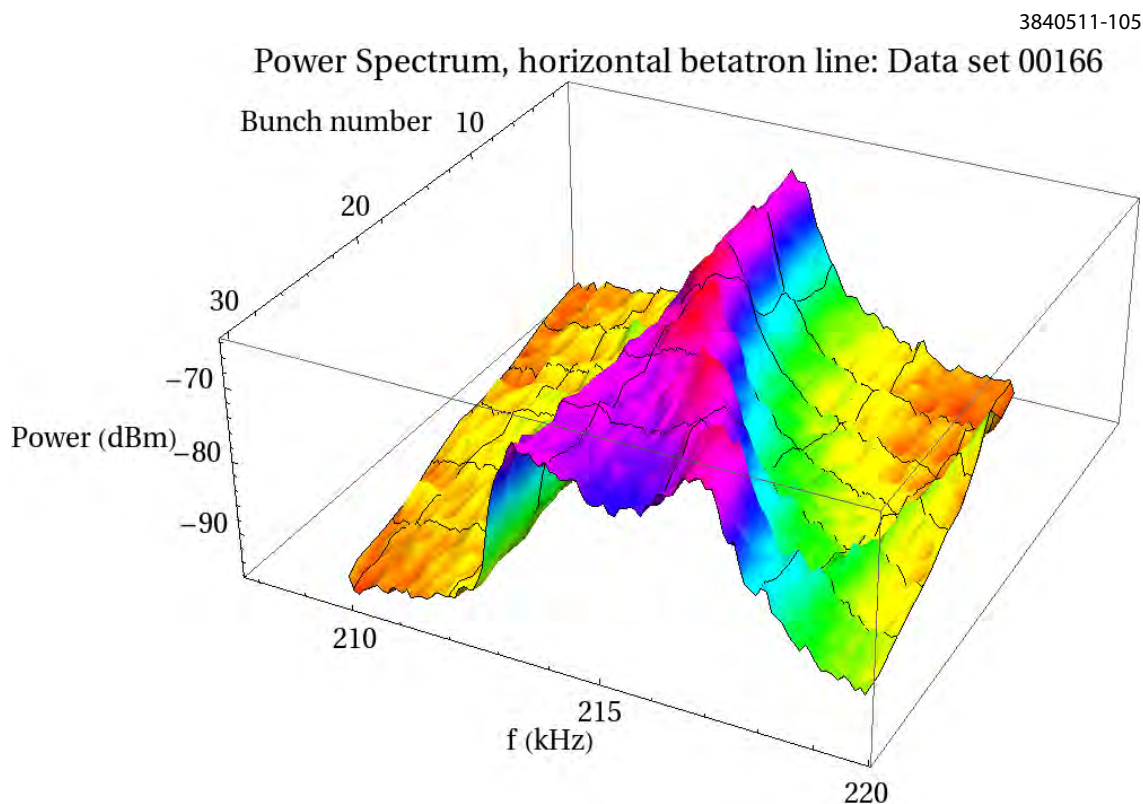 3840511-105
Power Spectrum, horizontal betatron line: Data set 00166
Bunch number 10
20
30
−70
Power (dBm)
−80
−90
210
215
f (kHz)
220